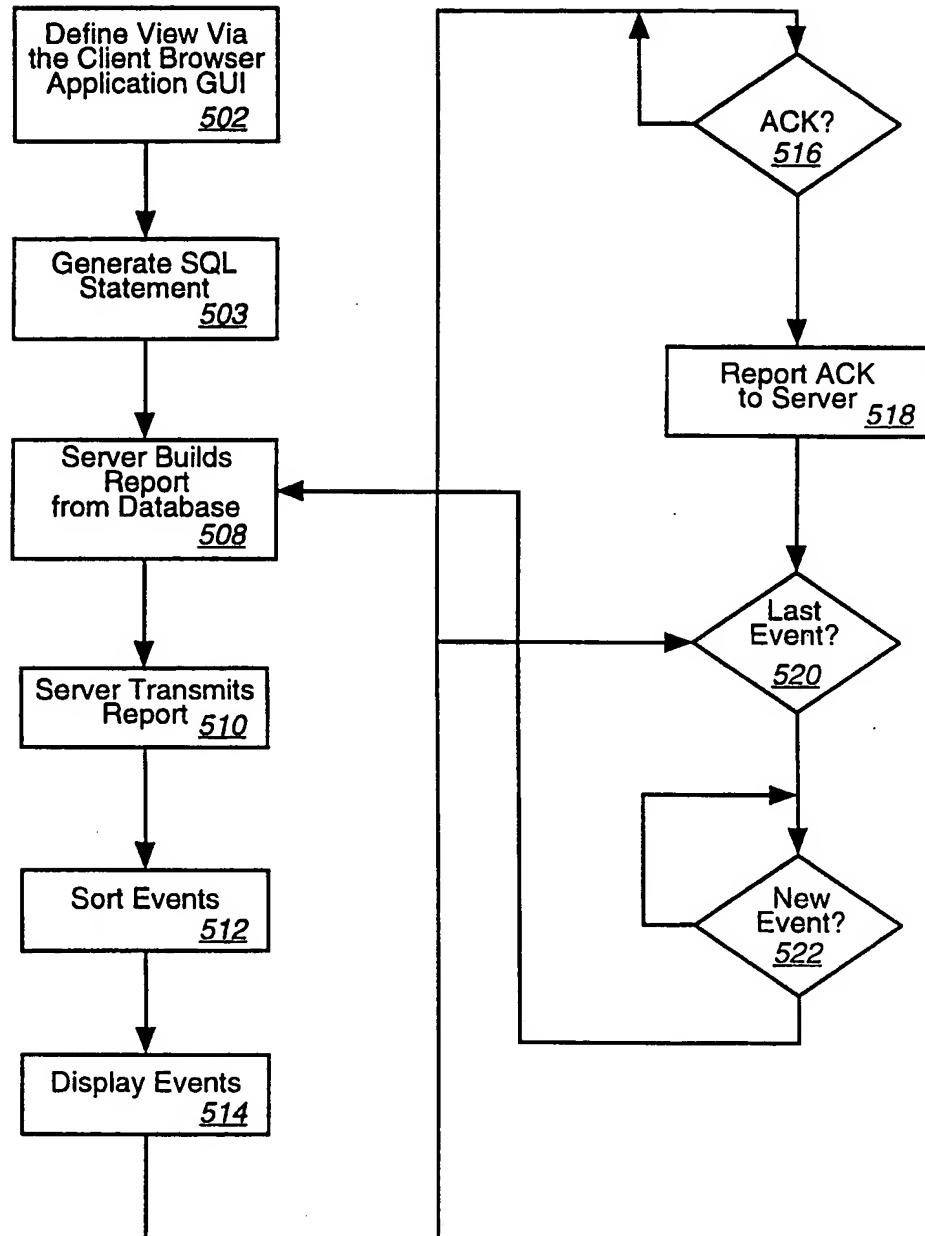 Define View Via
the Client Browser
Application GUI
502
Generate SQL
Statement
503
Server Builds
Report
from Database
508
Server Transmits
Report
510
Sort Events
512
Display Events
514
ACK?
516
Report ACK
to Server
518
Last
Event?
520
New
Event?
522